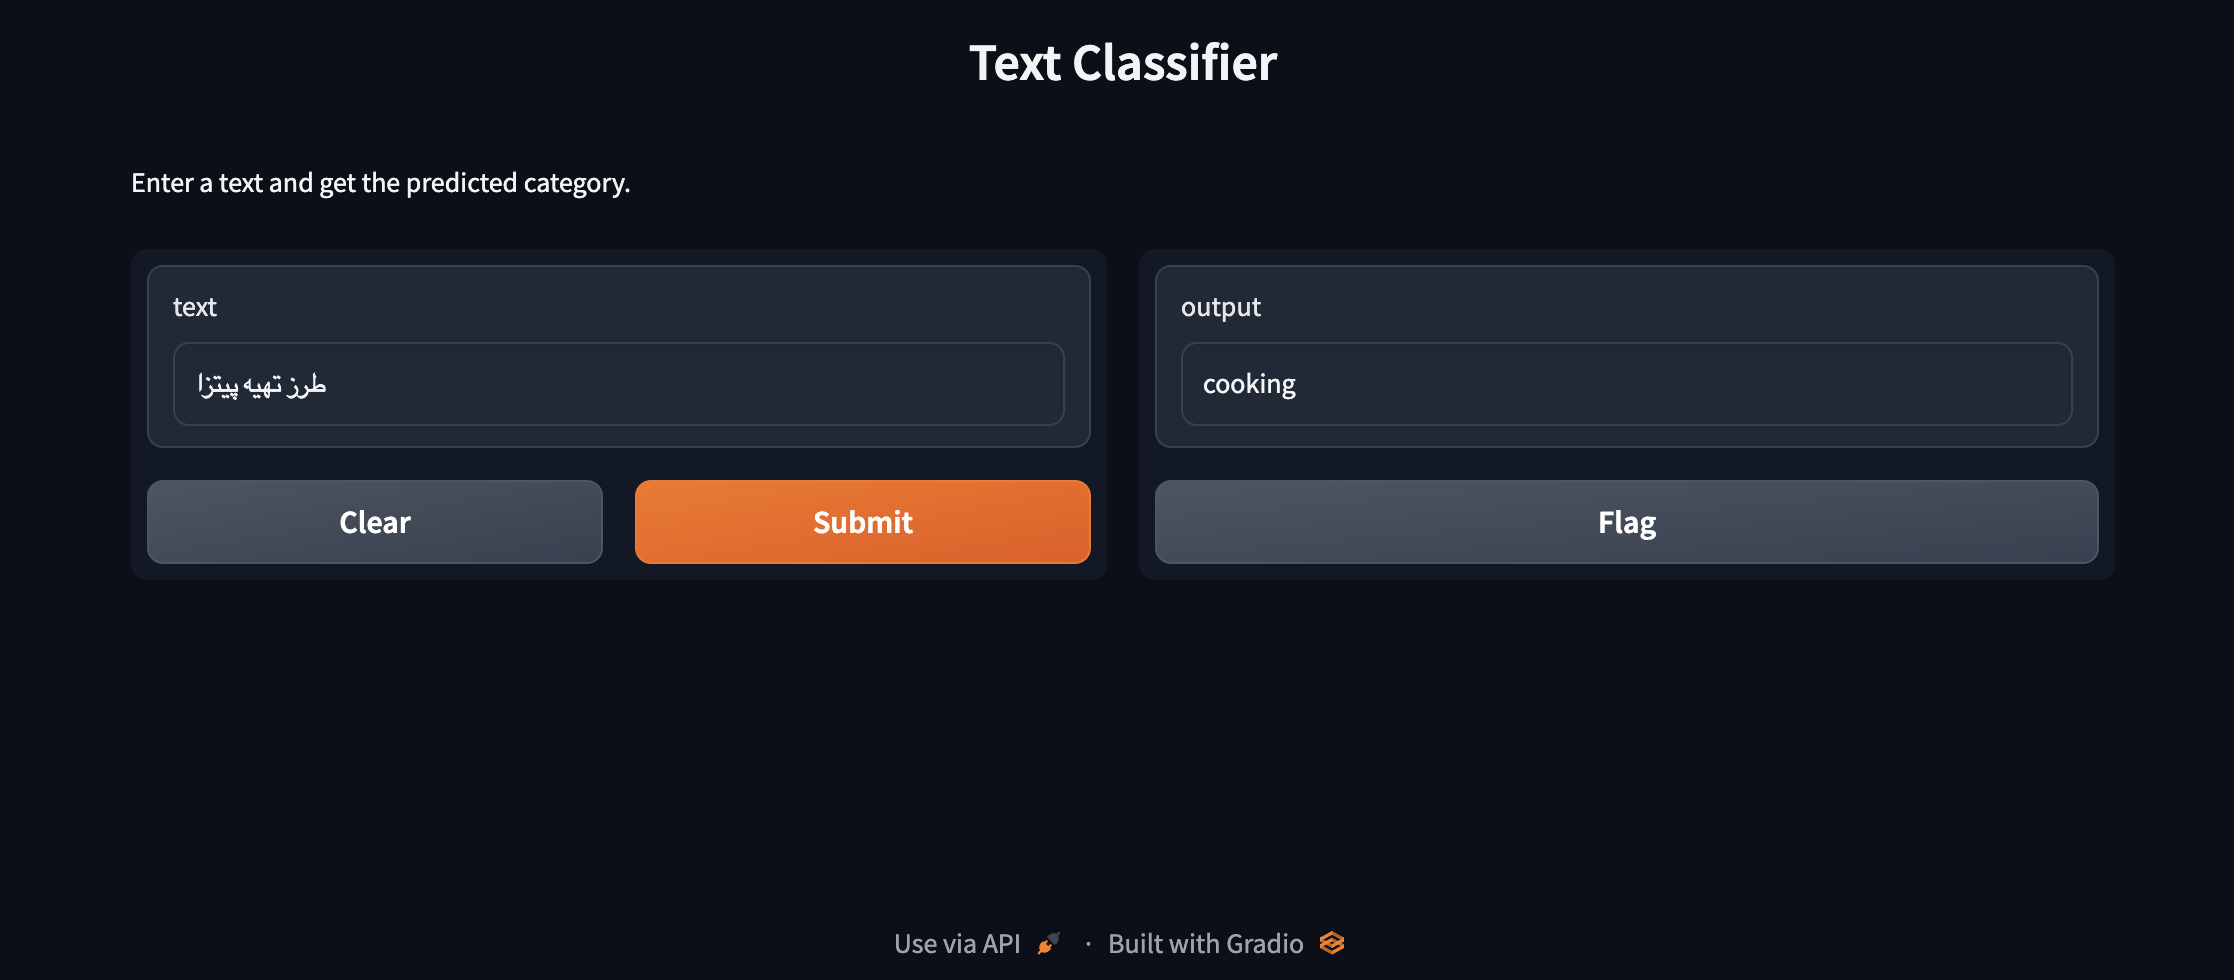 Text Classifier
Enter a text and get the predicted category.
text
طرز تهیه پیتزا
Clear
Submit
output
cooking
Flag
Use via API · Built with Gradio